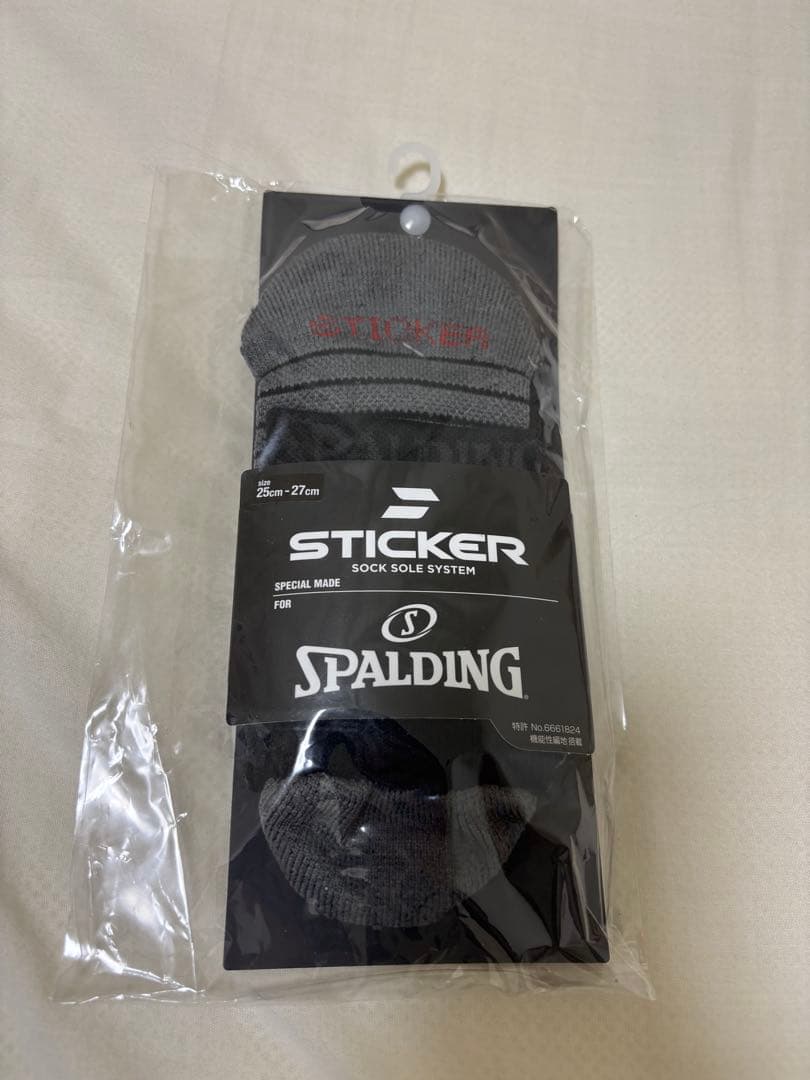 STICKER
SPALDING
size
25cm - 27cm
STICKER
SOCK SOLE SYSTEM
SPECIAL MADE
FOR
S
SPALDING
特許 No.6661824
機能性編地搭載